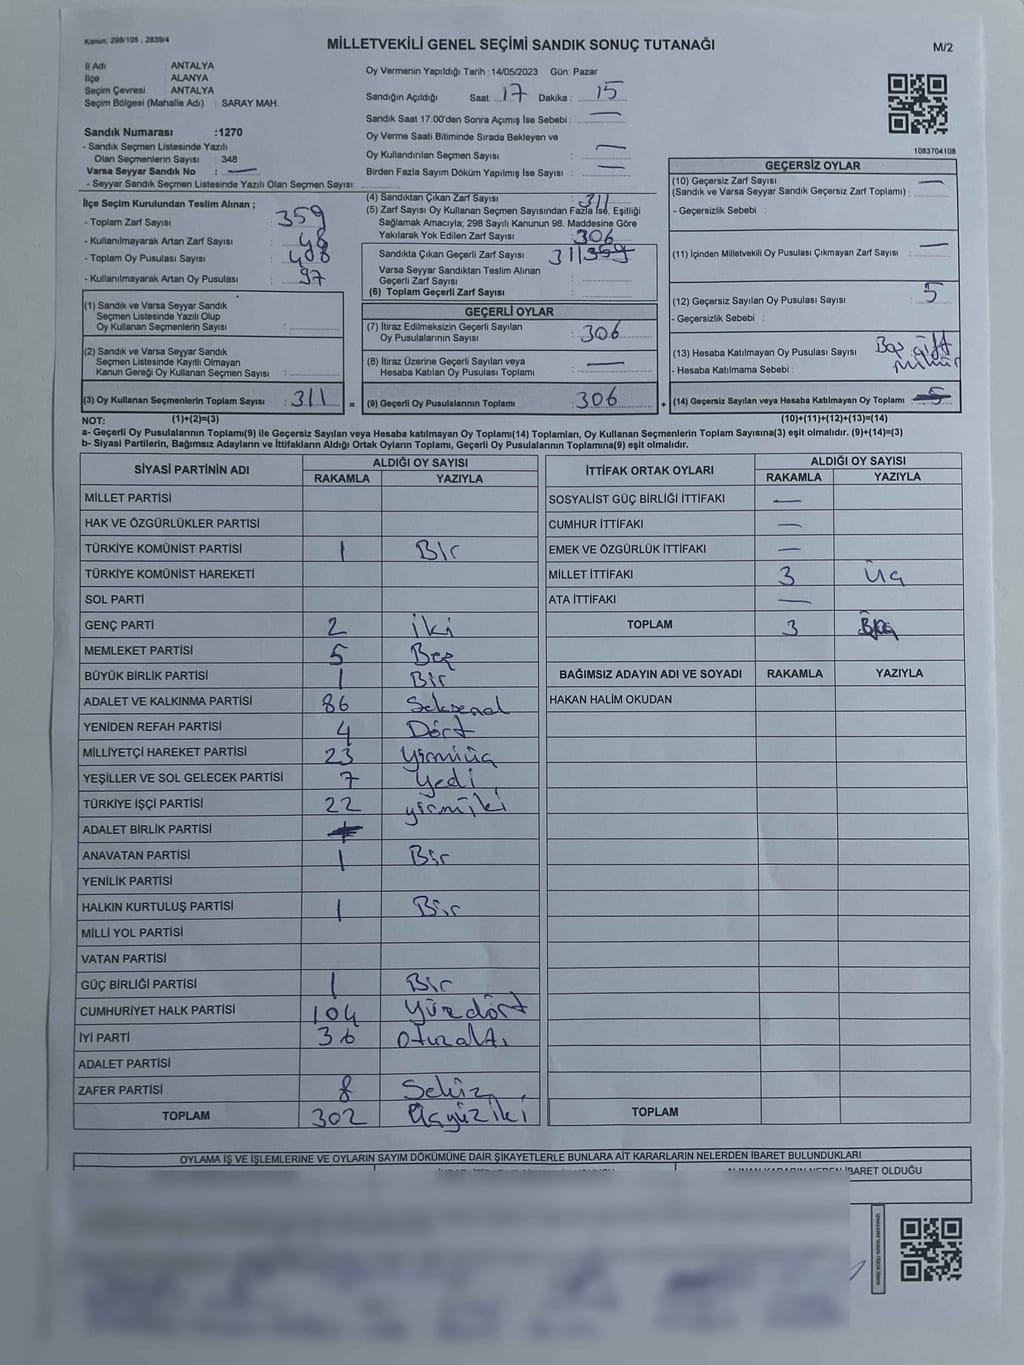 Kanun: 298/105 , 2839/4
MİLLETVEKİLİ GENEL SEÇİMİ SANDIK SONUÇ TUTANAĞI
M/2
İl Adı : ANTALYA
İlçe : ALANYA
Seçim Çevresi : ANTALYA
Seçim Bölgesi (Mahalle Adı) : SARAY MAH.
Oy Vermenin Yapıldığı Tarih : 14/05/2023 Gün: Pazar
Sandığın Açıldığı Saat : 17 Dakika : 15
Sandık Saat 17:00'den Sonra Açımış İse Sebebi : —
Oy Verme Saati Bitiminde Sırada Bekleyen ve
Oy Kullandırılan Seçmen Sayısı : —
Birden Fazla Sayım Döküm Yapılmış İse Sayısı : —
1083704108
Sandık Numarası :1270
- Sandık Seçmen Listesinde Yazılı
Olan Seçmenlerin Sayısı : 348
Varsa Seyyar Sandık No : —
- Seyyar Sandık Seçmen Listesinde Yazılı Olan Seçmen Sayısı:
İlçe Seçim Kurulundan Teslim Alınan ;
- Toplam Zarf Sayısı : 359
- Kullanılmayarak Artan Zarf Sayısı : 48
- Toplam Oy Pusulası Sayısı : 408
- Kullanılmayarak Artan Oy Pusulası : 97
(1) Sandık ve Varsa Seyyar Sandık
Seçmen Listesinde Yazılı Olup
Oy Kullanan Seçmenlerin Sayısı :
(2) Sandık ve Varsa Seyyar Sandık
Seçmen Listesinde Kayıtlı Olmayan
Kanun Gereği Oy Kullanan Seçmen Sayısı :
(3) Oy Kullanan Seçmenlerin Toplam Sayısı : 311 =
(4) Sandıktan Çıkan Zarf Sayısı : 311
(5) Zarf Sayısı Oy Kullanan Seçmen Sayısından Fazla İse, Eşitliği
Sağlamak Amacıyla; 298 Sayılı Kanunun 98. Maddesine Göre
Yakılarak Yok Edilen Zarf Sayısı : 306
Sandıkta Çıkan Geçerli Zarf Sayısı 311 359
Varsa Seyyar Sandıktan Teslim Alınan
Geçerli Zarf Sayısı :
(6) Toplam Geçerli Zarf Sayısı :
GEÇERLİ OYLAR
(7) İtiraz Edilmeksizin Geçerli Sayılan
Oy Pusulalarının Sayısı : 306
(8) İtiraz Üzerine Geçerli Sayılan veya
Hesaba Katılan Oy Pusulası Toplamı : —
(9) Geçerli Oy Pusulalarının Toplamı : 306 +
GEÇERSİZ OYLAR
(10) Geçersiz Zarf Sayısı
(Sandık ve Varsa Seyyar Sandık Geçersiz Zarf Toplamı) : —
- Geçersizlik Sebebi :
(11) İçinden Milletvekili Oy Pusulası Çıkmayan Zarf Sayısı : —
(12) Geçersiz Sayılan Oy Pusulası Sayısı : 5
- Geçersizlik Sebebi :
(13) Hesaba Katılmayan Oy Pusulası Sayısı :
- Hesaba Katılmama Sebebi : çift
(14) Geçersiz Sayılan veya Hesaba Katılmayan Oy Toplamı : 5
NOT: (1)+(2)=(3) (10)+(11)+(12)+(13)=(14)
a- Geçerli Oy Pusulalarının Toplamı(9) ile Geçersiz Sayılan veya Hesaba katılmayan Oy Toplamı(14) Toplamları, Oy Kullanan Seçmenlerin Toplam Sayısına(3) eşit olmalıdır. (9)+(14)=(3)
b- Siyasi Partilerin, Bağımsız Adayların ve İttifakların Aldığı Ortak Oyların Toplamı, Geçerli Oy Pusulalarının Toplamına(9) eşit olmalıdır.
SİYASİ PARTİNİN ADI ALDIĞI OY SAYISI
RAKAMLA YAZIYLA
MİLLET PARTİSİ
HAK VE ÖZGÜRLÜKLER PARTİSİ
TÜRKİYE KOMÜNİST PARTİSİ 1 Bir
TÜRKİYE KOMÜNİST HAREKETİ
SOL PARTİ
GENÇ PARTİ 2 iki
MEMLEKET PARTİSİ 5 Beş
BÜYÜK BİRLİK PARTİSİ 1 Bir
ADALET VE KALKINMA PARTİSİ 86 Seksenal
YENİDEN REFAH PARTİSİ 4 Dört
MİLLİYETÇİ HAREKET PARTİSİ 23 yirmiüç
YEŞİLLER VE SOL GELECEK PARTİSİ 7 Yedi
TÜRKİYE İŞÇİ PARTİSİ 22 yirmiiki
ADALET BİRLİK PARTİSİ
ANAVATAN PARTİSİ 1 Bir
YENİLİK PARTİSİ
HALKIN KURTULUŞ PARTİSİ 1 Bir
MİLLİ YOL PARTİSİ
VATAN PARTİSİ
GÜÇ BİRLİĞİ PARTİSİ 1 Bir
CUMHURİYET HALK PARTİSİ 104 Yüzdört
İYİ PARTİ 36 Otuzaltı
ADALET PARTİSİ
ZAFER PARTİSİ 8 Sekiz
TOPLAM 302 Üçyüziki
İTTİFAK ORTAK OYLARI ALDIĞI OY SAYISI
RAKAMLA YAZIYLA
SOSYALİST GÜÇ BİRLİĞİ İTTİFAKI —
CUMHUR İTTİFAKI —
EMEK VE ÖZGÜRLÜK İTTİFAKI —
MİLLET İTTİFAKI 3 Üç
ATA İTTİFAKI —
TOPLAM 3
BAĞIMSIZ ADAYIN ADI VE SOYADI RAKAMLA YAZIYLA
HAKAN HALİM OKUDAN
TOPLAM
OYLAMA İŞ VE İŞLEMLERİNE VE OYLARIN SAYIM DÖKÜMÜNE DAİR ŞİKAYETLERLE BUNLARA AİT KARARLARIN NELERDEN İBARET BULUNDUKLARI
ALINAN KARARIN NEDEN İBARET OLDUĞU